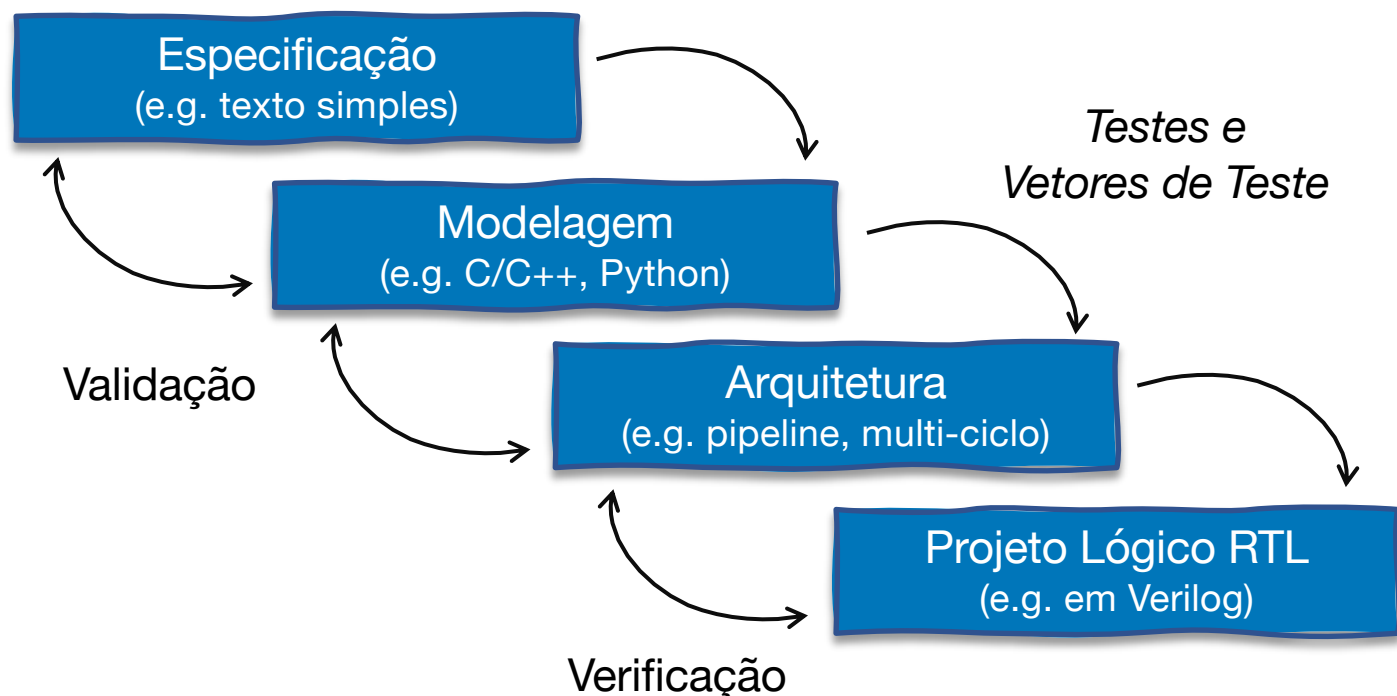 Especificação
(e.g. texto simples)
Testes e
Vetores de Teste
Modelagem
(e.g. C/C++, Python)
Validação
Arquitetura
(e.g. pipeline, multi-ciclo)
Projeto Lógico RTL
(e.g. em Verilog)
Verificação